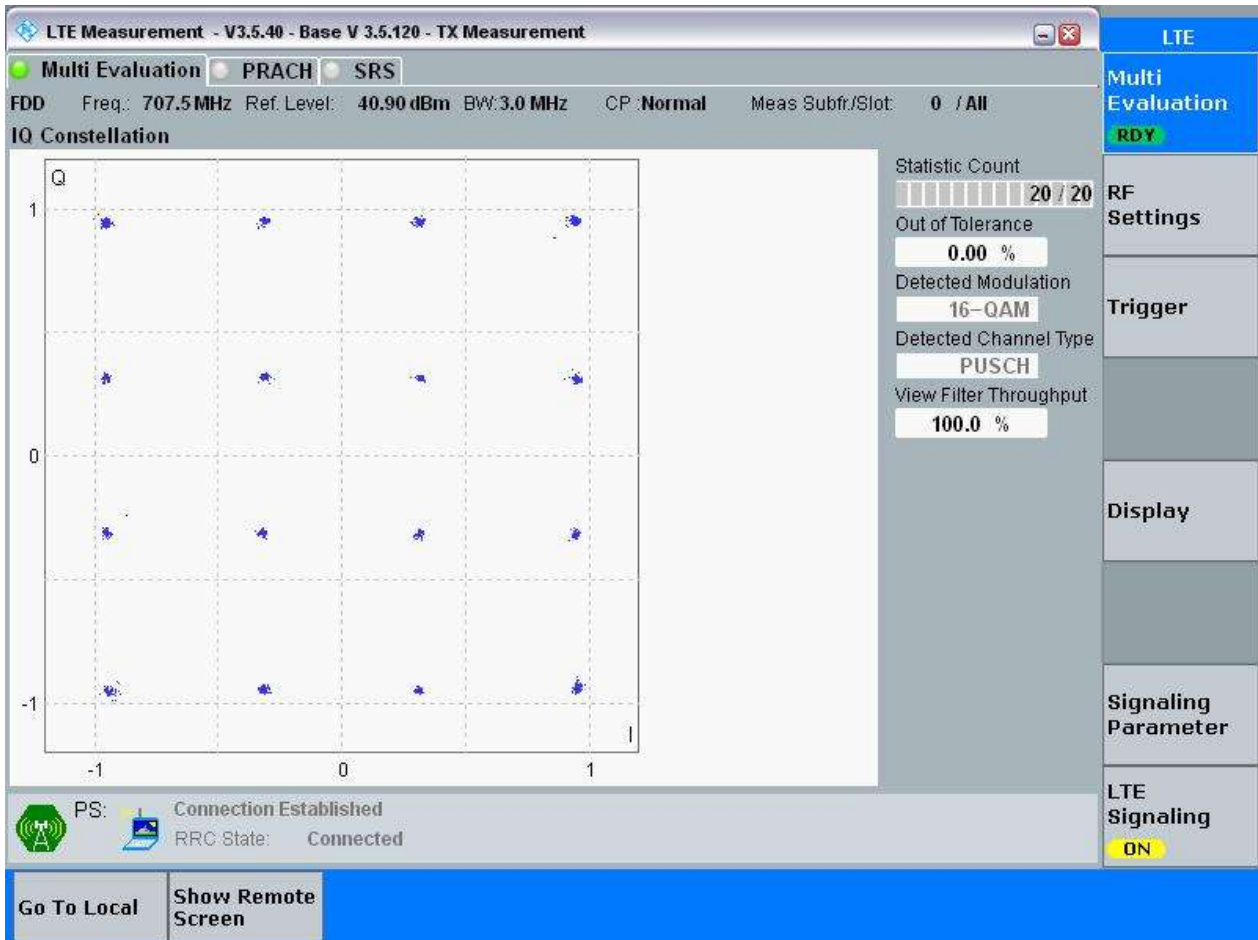 LTE Measurement - V3.5.40 - Base V 3.5.120 - TX Measurement
Multi Evaluation PRACH SRS
FDD Freq.: 707.5 MHz Ref. Level: 40.90 dBm BW: 3.0 MHz CP : Normal Meas Subfr./Slot: 0 / All
IQ Constellation
Q
1
0
-1
I
-1 0 1
Statistic Count
20 / 20
Out of Tolerance
0.00 %
Detected Modulation
16-QAM
Detected Channel Type
PUSCH
View Filter Throughput
100.0 %
PS: Connection Established
RRC State: Connected
LTE
Multi
Evaluation
RDY
RF
Settings
Trigger
Display
Signaling
Parameter
LTE
Signaling
ON
Go To Local
Show Remote
Screen